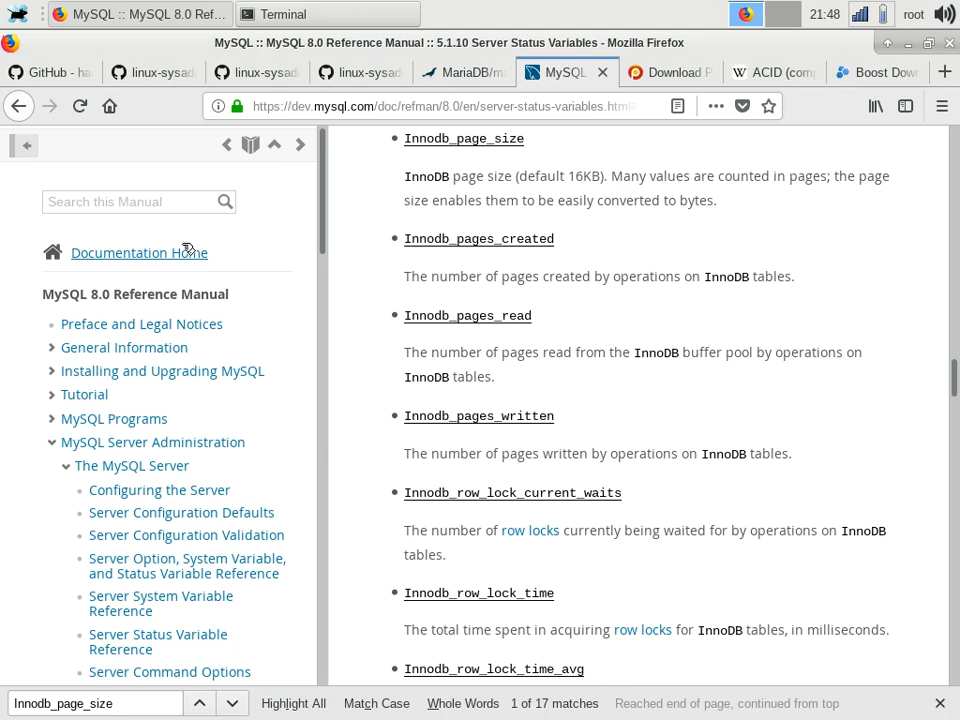 MySQL :: MySQL 8.0 Ref...
Terminal
21:48
root
MySQL :: MySQL 8.0 Reference Manual :: 5.1.10 Server Status Variables - Mozilla Firefox
GitHub - ha
linux-sysad
linux-sysad
linux-sysad
MariaDB/m
MySQL
Download P
W ACID (com
Boost Dow
https://dev.mysql.com/doc/refman/8.0/en/server-status-variables.html
Search this Manual
Documentation Home
MySQL 8.0 Reference Manual
Preface and Legal Notices
General Information
Installing and Upgrading MySQL
Tutorial
MySQL Programs
MySQL Server Administration
The MySQL Server
Configuring the Server
Server Configuration Defaults
Server Configuration Validation
Server Option, System Variable,
and Status Variable Reference
Server System Variable
Reference
Server Status Variable
Reference
Server Command Options
Innodb_page_size
InnoDB page size (default 16KB). Many values are counted in pages; the page
size enables them to be easily converted to bytes.
Innodb_pages_created
The number of pages created by operations on InnoDB tables.
Innodb_pages_read
The number of pages read from the InnoDB buffer pool by operations on
InnoDB tables.
Innodb_pages_written
The number of pages written by operations on InnoDB tables.
Innodb_row_lock_current_waits
The number of row locks currently being waited for by operations on InnoDB
tables.
Innodb_row_lock_time
The total time spent in acquiring row locks for InnoDB tables, in milliseconds.
Innodb_row_lock_time_avg
Innodb_page_size
Highlight All
Match Case
Whole Words
1 of 17 matches
Reached end of page, continued from top